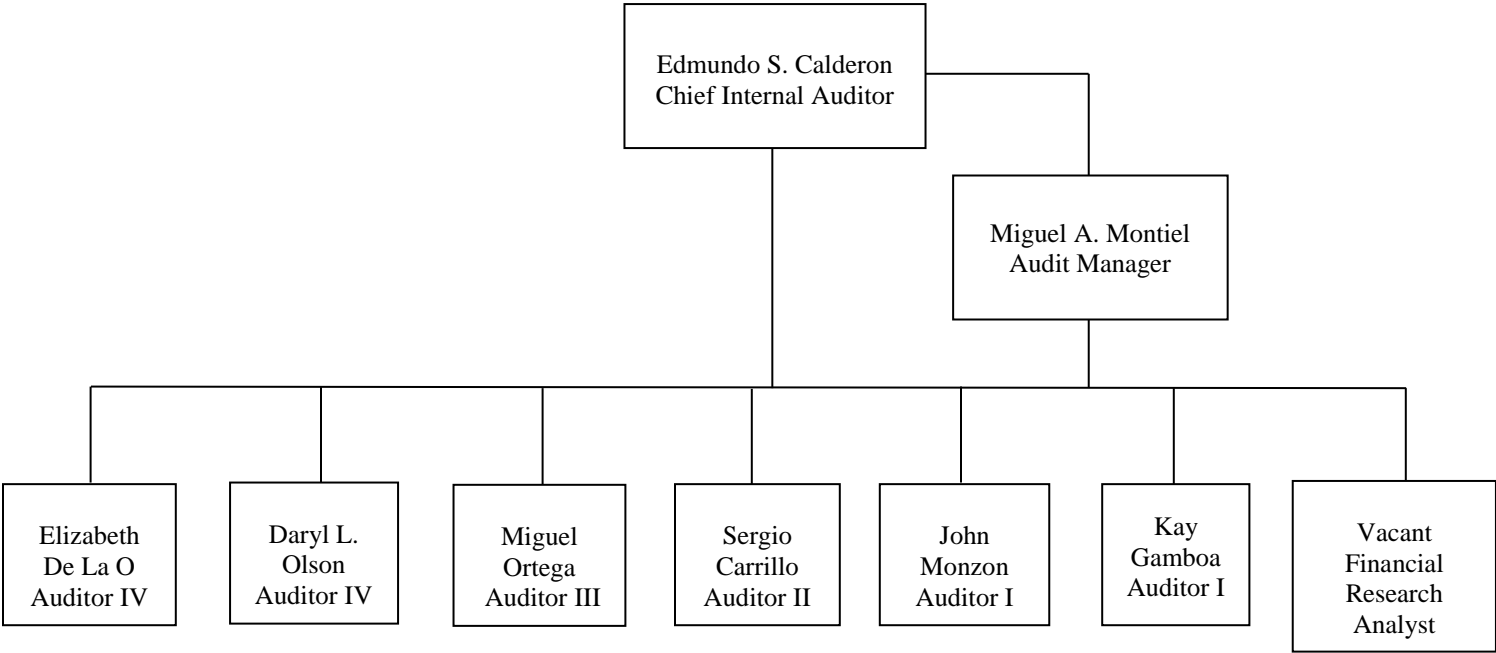 Edmundo S. Calderon
Chief Internal Auditor
Miguel A. Montiel
Audit Manager
Elizabeth
De La O
Auditor IV
Daryl L.
Olson
Auditor IV
Miguel
Ortega
Auditor III
Sergio
Carrillo
Auditor II
John
Monzon
Auditor I
Kay
Gamboa
Auditor I
Vacant
Financial
Research
Analyst